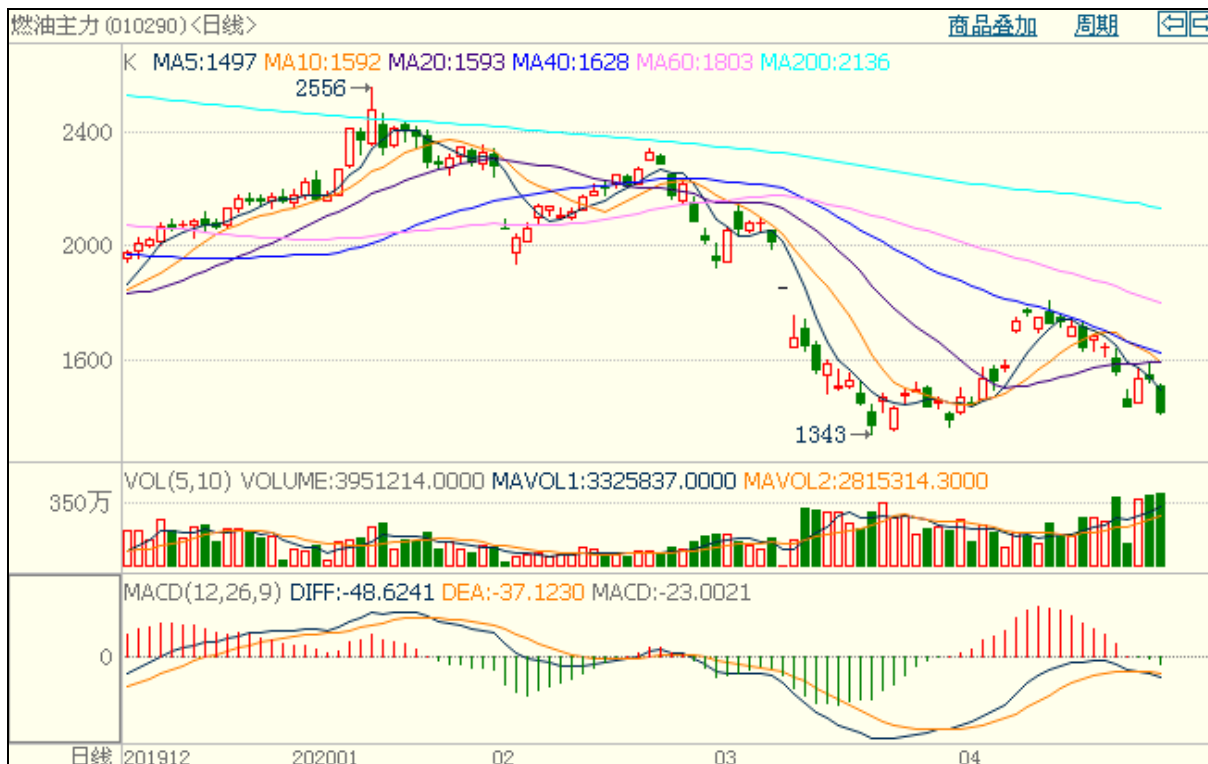 燃油主力(010290)<日线> 商品叠加 周期
K MA5:1497 MA10:1592 MA20:1593 MA40:1628 MA60:1803 MA200:2136
2556
2400
2000
1600
1343
VOL(5,10) VOLUME:3951214.0000 MAVOL1:3325837.0000 MAVOL2:2815314.3000
350万
MACD(12,26,9) DIFF:-48.6241 DEA:-37.1230 MACD:-23.0021
0
日线 201912 202001 02 03 04